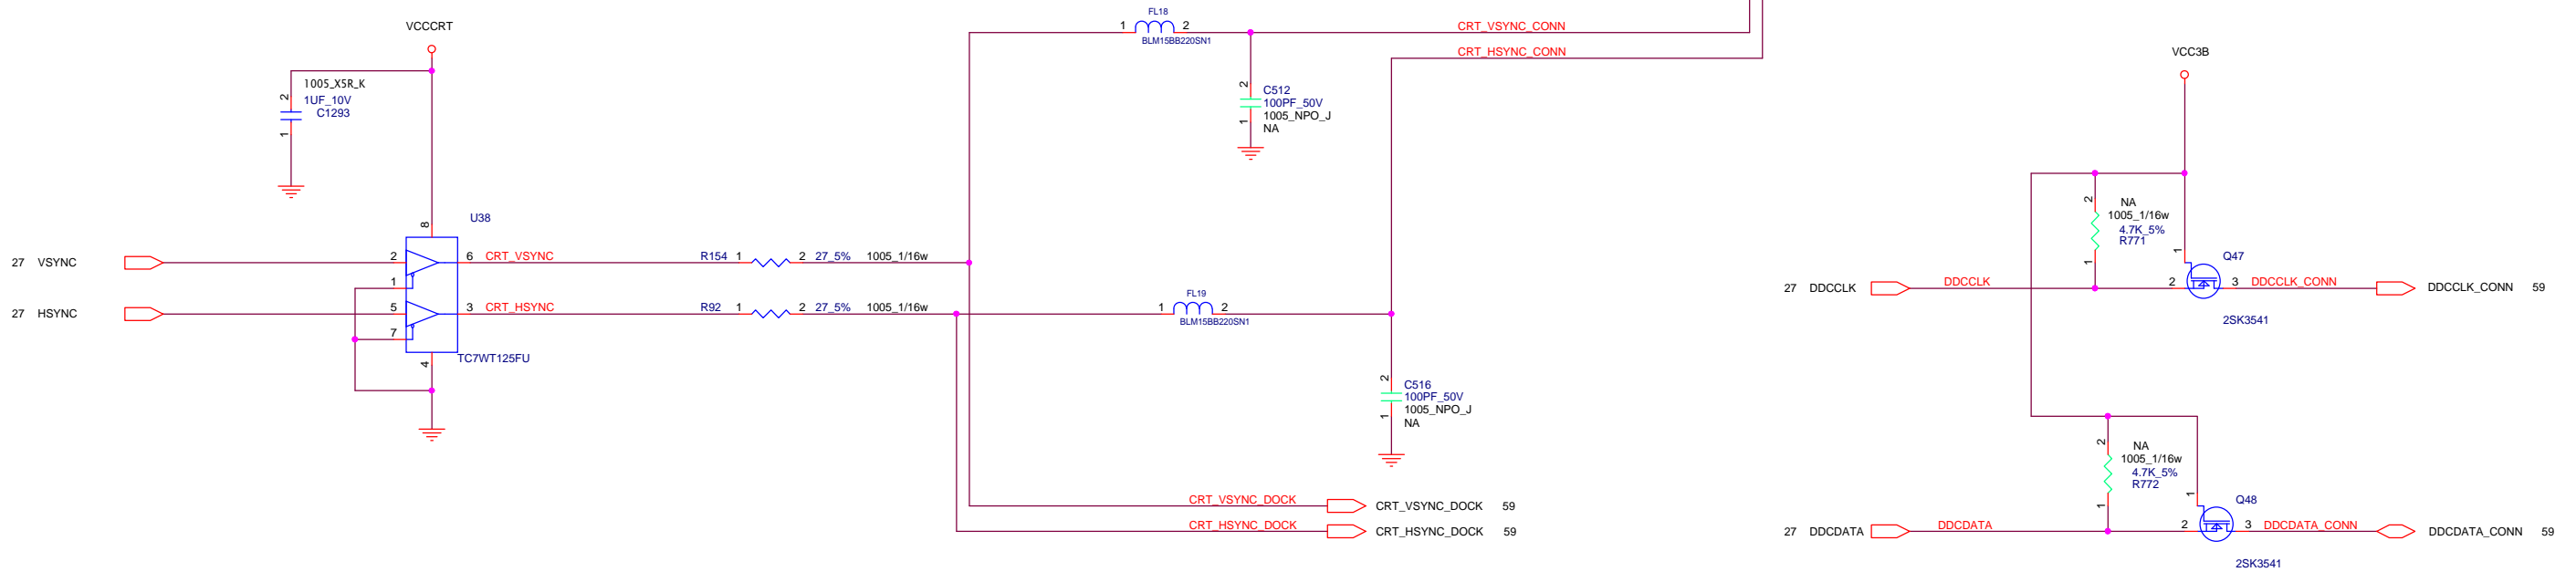 VCCCRT
1005_X5R_K
2
1UF_10V
C1293
1
8
U38
27 VSYNC
2
6 CRT_VSYNC
1
27 HSYNC
5
3 CRT_HSYNC
7
4
TC7WT125FU
R154 1 2 27_5% 1005_1/16w
R92 1 2 27_5% 1005_1/16w
FL18
1 2
BLM15BB220SN1
CRT_VSYNC_CONN
CRT_HSYNC_CONN
2
C512
100PF_50V
1005_NPO_J
1
NA
FL19
1 2
BLM15BB220SN1
2
C516
100PF_50V
1005_NPO_J
1
NA
CRT_VSYNC_DOCK CRT_VSYNC_DOCK 59
CRT_HSYNC_DOCK CRT_HSYNC_DOCK 59
VCC3B
2
NA
1005_1/16w
4.7K_5%
R771
1
1
Q47
27 DDCCLK DDCCLK 2 3 DDCCLK_CONN DDCCLK_CONN 59
2SK3541
2
NA
1005_1/16w
4.7K_5%
R772
1
1
Q48
27 DDCDATA DDCDATA 2 3 DDCDATA_CONN DDCDATA_CONN 59
2SK3541